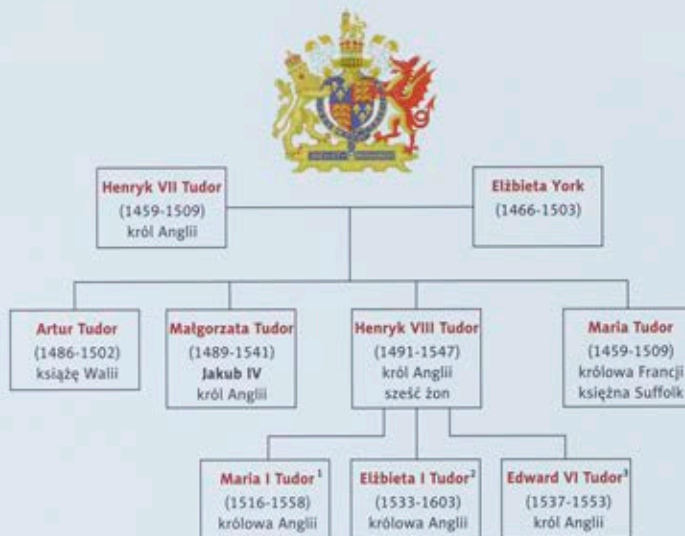 Henryk VII Tudor
(1459-1509)
król Anglii
Elżbieta York
(1466-1503)
Artur Tudor
(1486-1502)
książę Walii
Małgorzata Tudor
(1489-1541)
Jakub IV
król Anglii
Henryk VIII Tudor
(1491-1547)
król Anglii
sześć żon
Maria Tudor
(1459-1509)
królowa Francji
księżna Suffolk
Maria I Tudor¹
(1516-1558)
królowa Anglii
Elżbieta I Tudor²
(1533-1603)
królowa Anglii
Edward VI Tudor³
(1537-1553)
król Anglii